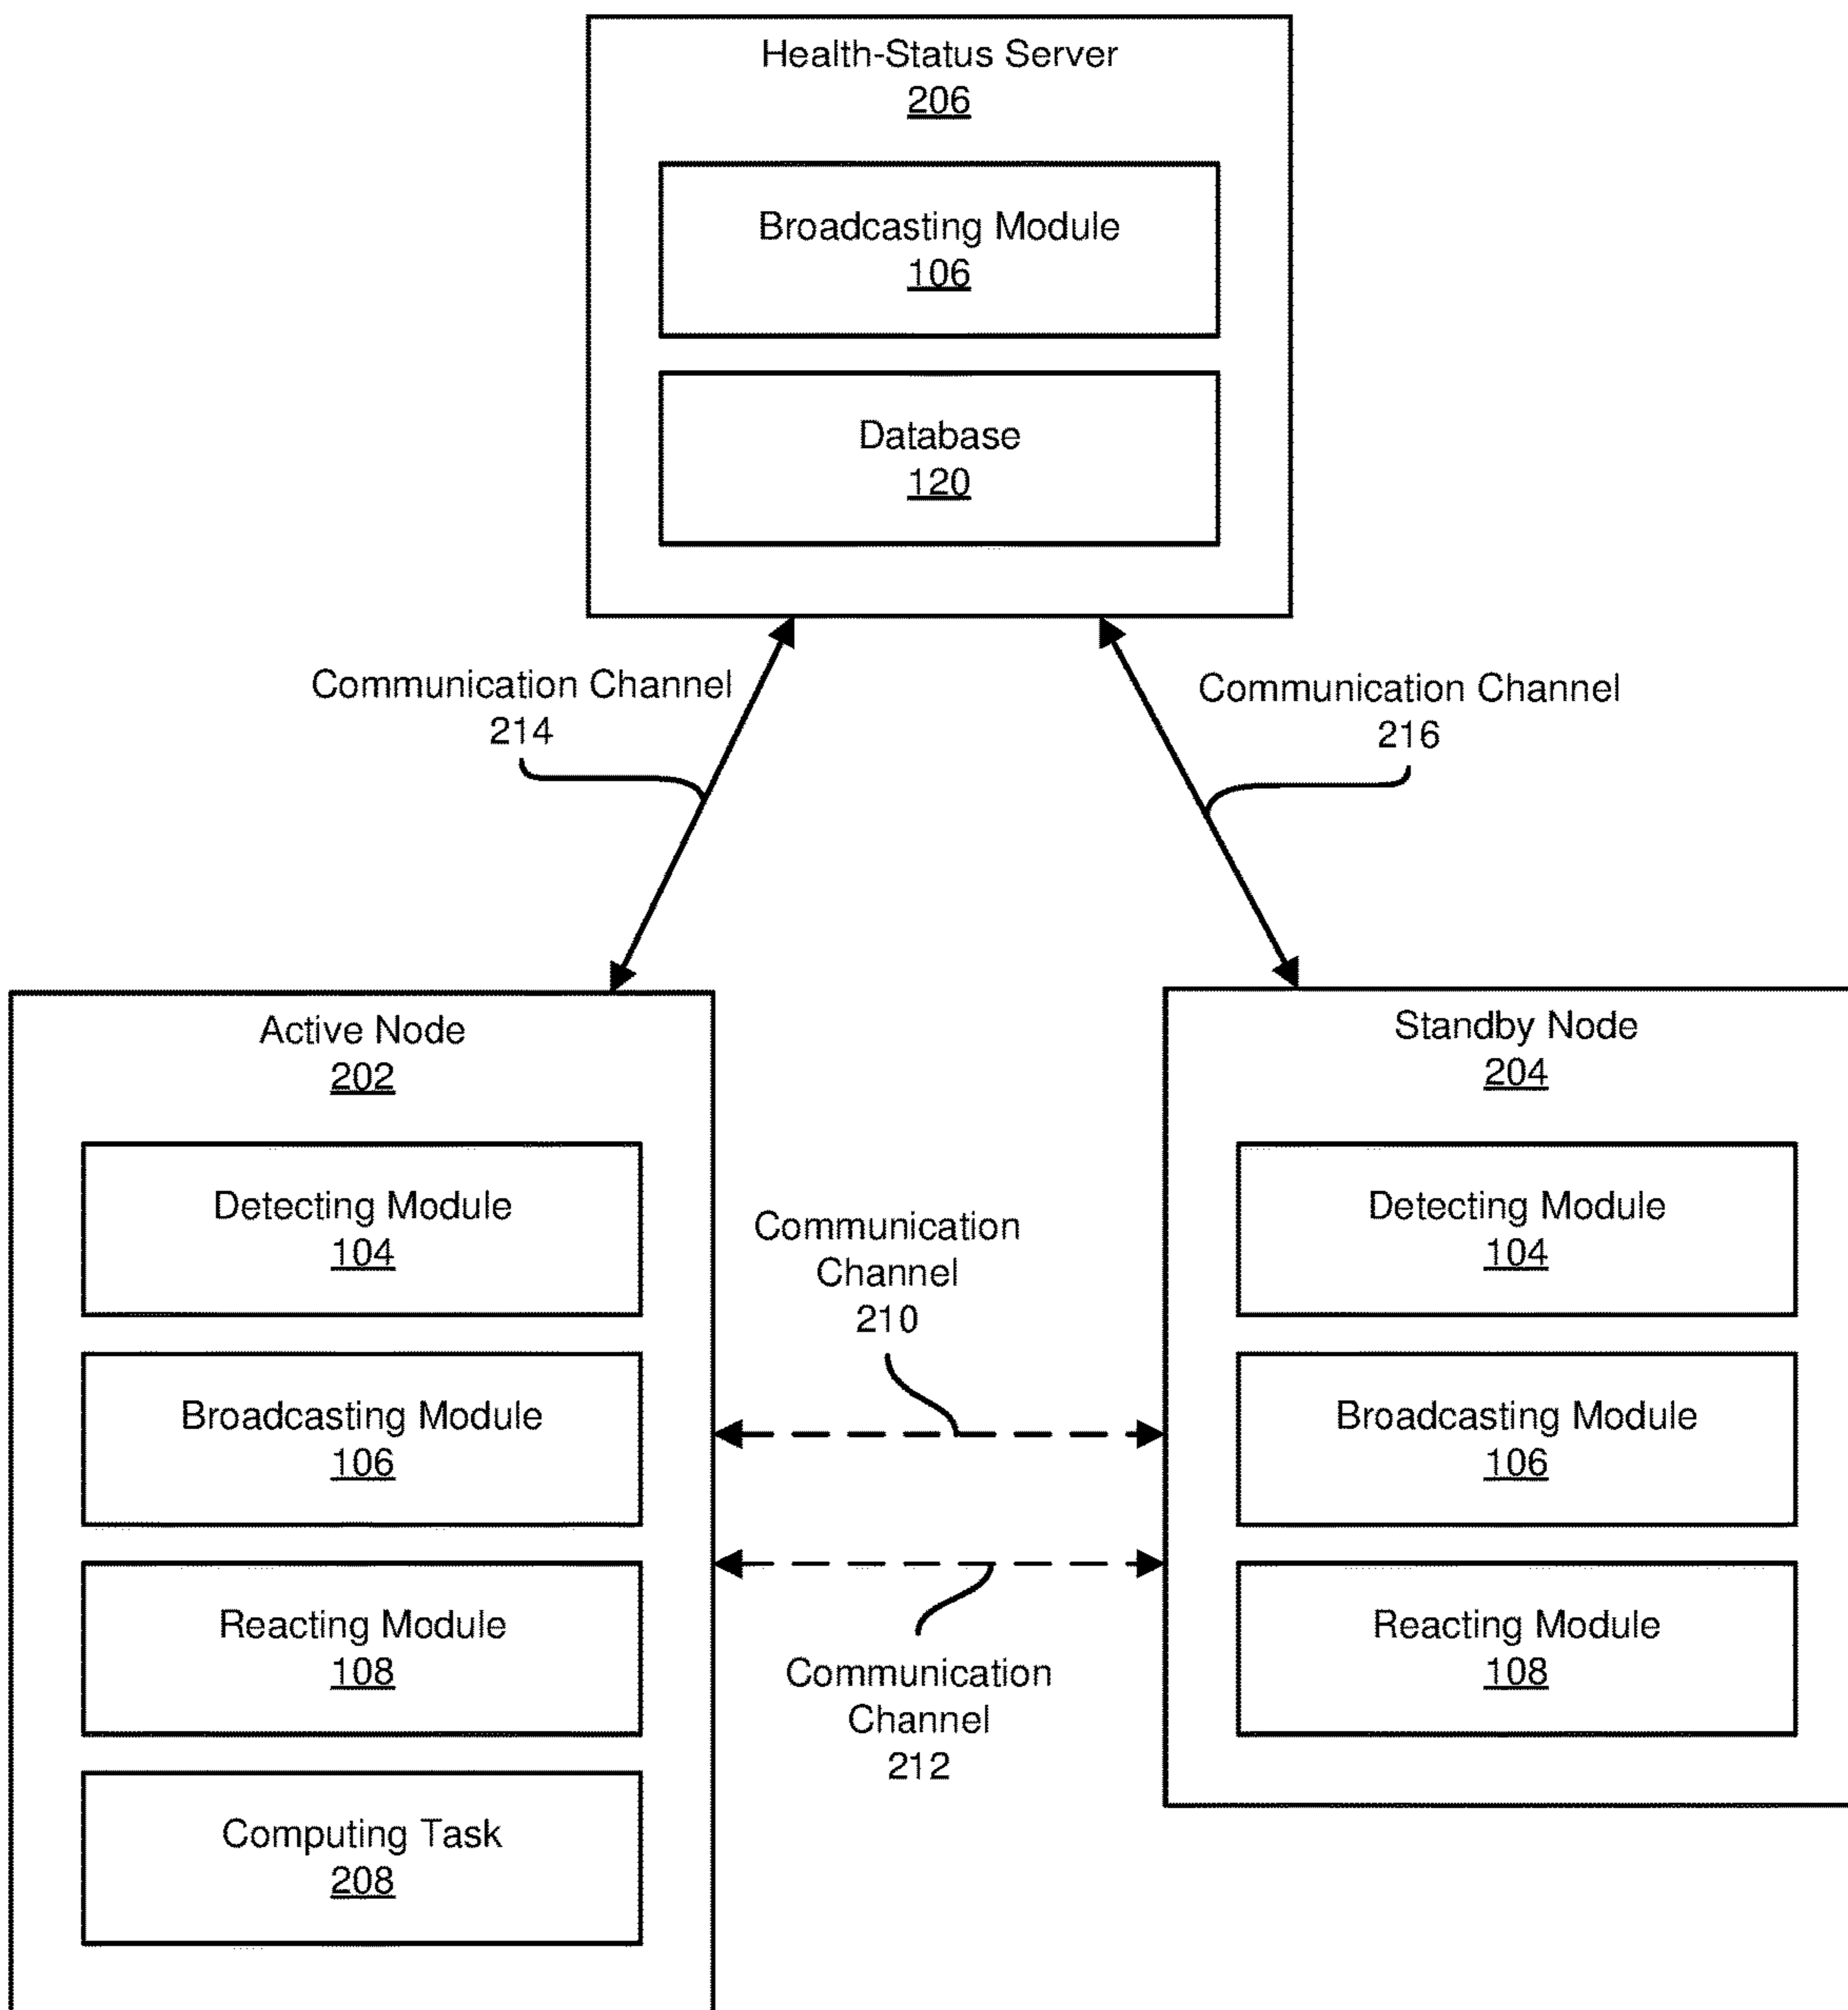 Health-Status Server
206
Broadcasting Module
106
Database
120
Communication Channel
214
Communication Channel
216
Active Node
202
Detecting Module
104
Broadcasting Module
106
Reacting Module
108
Computing Task
208
Communication
Channel
210
Communication
Channel
212
Standby Node
204
Detecting Module
104
Broadcasting Module
106
Reacting Module
108